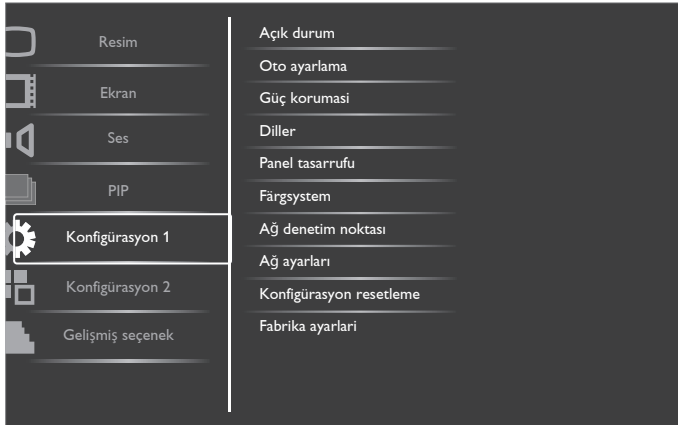 Resim
Ekran
Ses
PIP
Konfigürasyon 1
Konfigürasyon 2
Gelişmiş seçenek
Açık durum
Oto ayarlama
Güç korumasi
Diller
Panel tasarrufu
Färgsystem
Ağ denetim noktası
Ağ ayarları
Konfigürasyon resetleme
Fabrika ayarlari